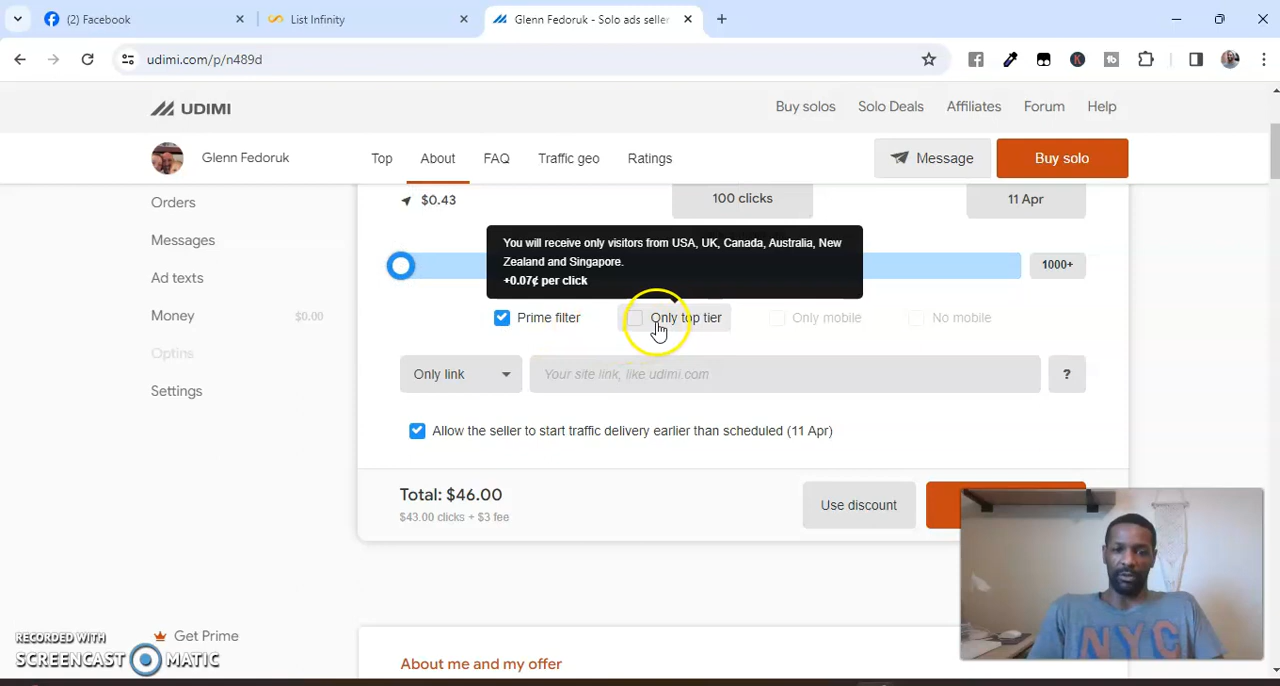 (2) Facebook
List Infinity
Glenn Fedoruk - Solo ads seller
udimi.com/p/n489d
UDIMI
Buy solos
Solo Deals
Affiliates
Forum
Help
Glenn Fedoruk
Top
About
FAQ
Traffic geo
Ratings
Message
Buy solo
Orders
Messages
Ad texts
Money
$0.00
Optins
Settings
Get Prime
$0.43
100 clicks
11 Apr
You will receive only visitors from USA, UK, Canada, Australia, New
Zealand and Singapore.
+0.07¢ per click
1000+
Prime filter
Only top tier
Only mobile
No mobile
Only link
Your site link, like udimi.com
?
Allow the seller to start traffic delivery earlier than scheduled (11 Apr)
Total: $46.00
$43.00 clicks + $3 fee
Use discount
About me and my offer
RECORDED WITH
SCREENCAST MATIC
NYC